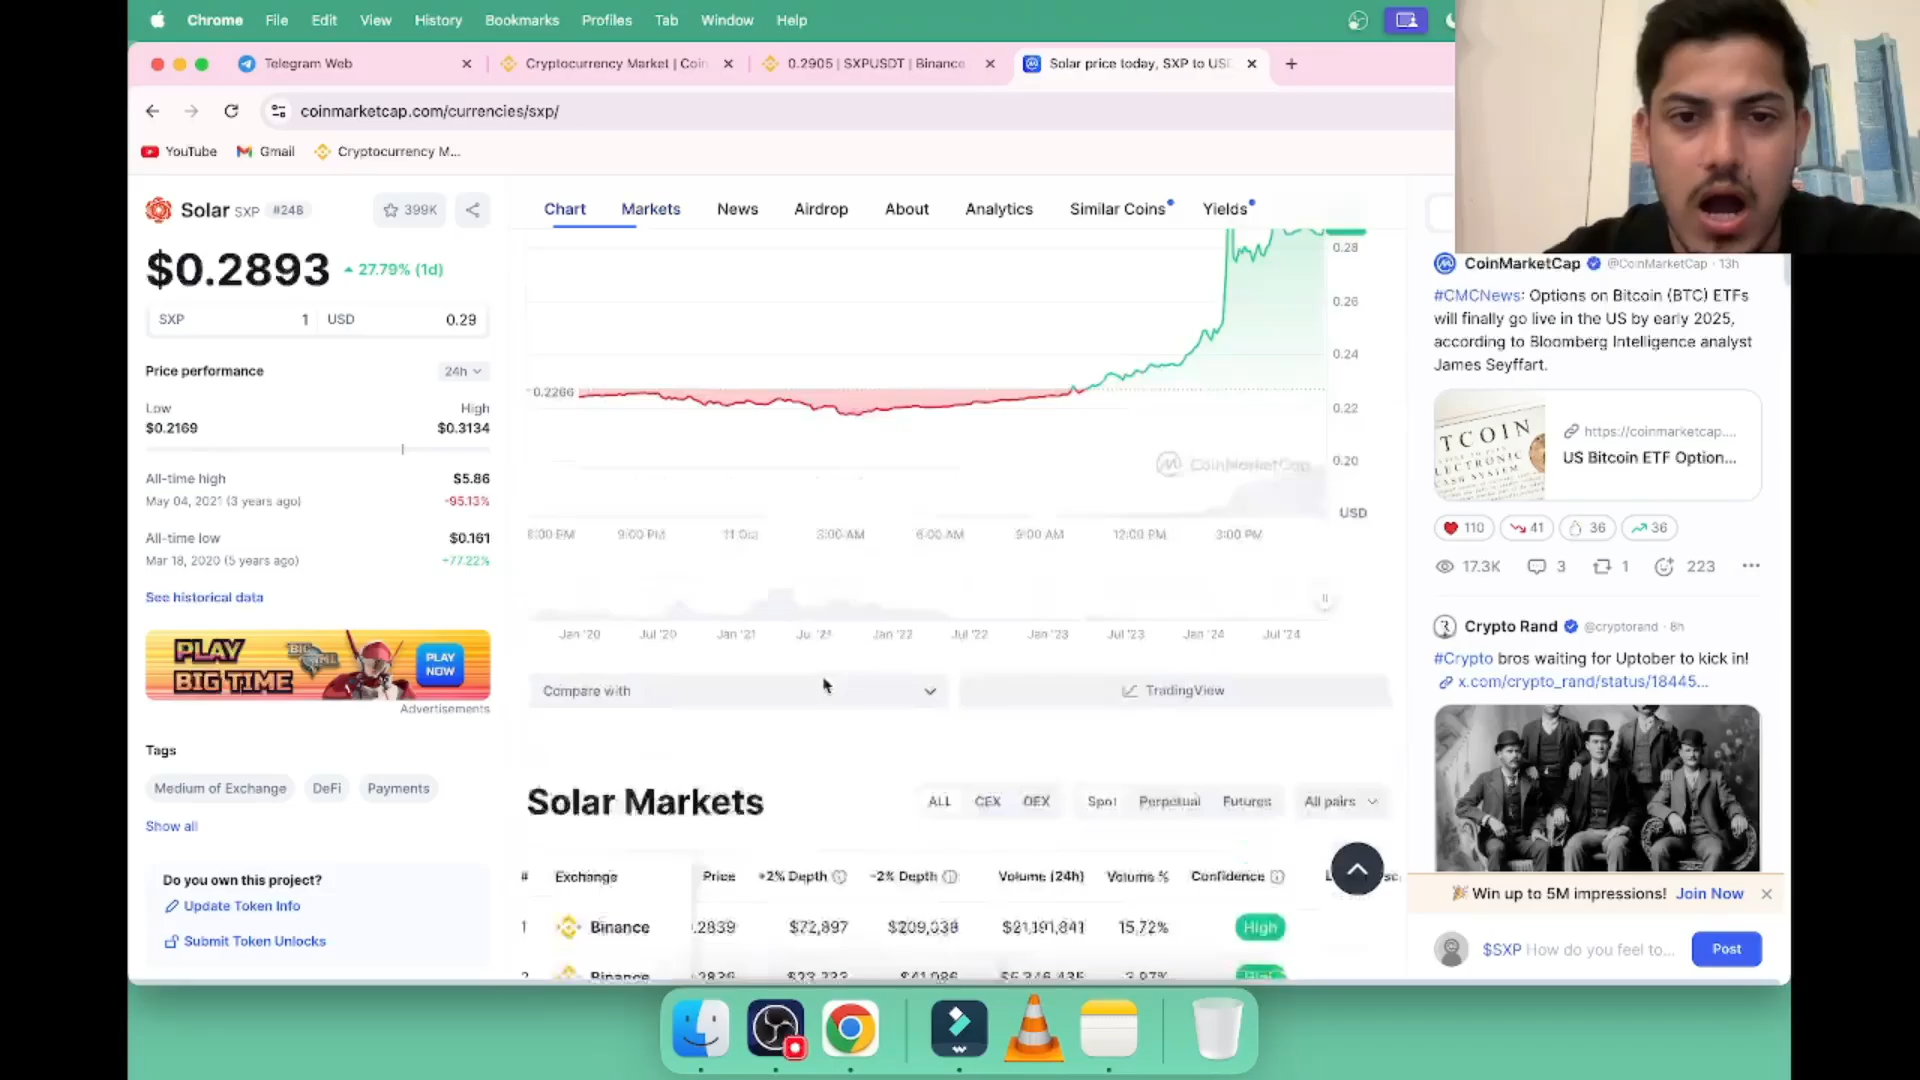 Chrome File Edit View History Bookmarks Profiles Tab Window Help
Telegram Web
Cryptocurrency Market | Coin
0.2905 | SXPUSDT | Binance
Solar price today, SXP to USD
coinmarketcap.com/currencies/sxp/
YouTube Gmail Cryptocurrency M...
Solar SXP #248 399K
$0.2893 27.79% (1d)
SXP 1 USD 0.29
Price performance 24h
Low High
$0.2169 $0.3134
All-time high $5.86
May 04, 2021 (3 years ago) -95.13%
All-time low $0.161
Mar 18, 2020 (5 years ago) +77.22%
See historical data
PLAY BIG TIME
BIG TIME
PLAY NOW
Advertisements
Tags
Medium of Exchange DeFi Payments
Show all
Do you own this project?
Update Token Info
Submit Token Unlocks
Chart Markets News Airdrop About Analytics Similar Coins Yields
0.28
0.26
0.24
0.2266
0.22
0.20
CoinMarketCap
USD
6:00 PM 9:00 PM 11 Oct 3:00 AM 6:00 AM 9:00 AM 12:00 PM 3:00 PM
Jan '20 Jul '20 Jan '21 Jul '21 Jan '22 Jul '22 Jan '23 Jul '23 Jan '24 Jul '24
Compare with TradingView
Solar Markets ALL CEX DEX Spot Perpetual Futures All pairs
# Exchange Price +2% Depth -2% Depth Volume (24h) Volume % Confidence
1 Binance .2839 $72,897 $209,038 $21,191,841 15.72% High
2 Binance
CoinMarketCap @CoinMarketCap · 13h
#CMCNews: Options on Bitcoin (BTC) ETFs
will finally go live in the US by early 2025,
according to Bloomberg Intelligence analyst
James Seyffart.
TCOIN
https://coinmarketcap....
US Bitcoin ETF Option...
110 41 36 36
17.3K 3 1 223
Crypto Rand @cryptorand · 8h
#Crypto bros waiting for Uptober to kick in!
x.com/crypto_rand/status/18445...
Win up to 5M impressions! Join Now
$SXP How do you feel to...
Post